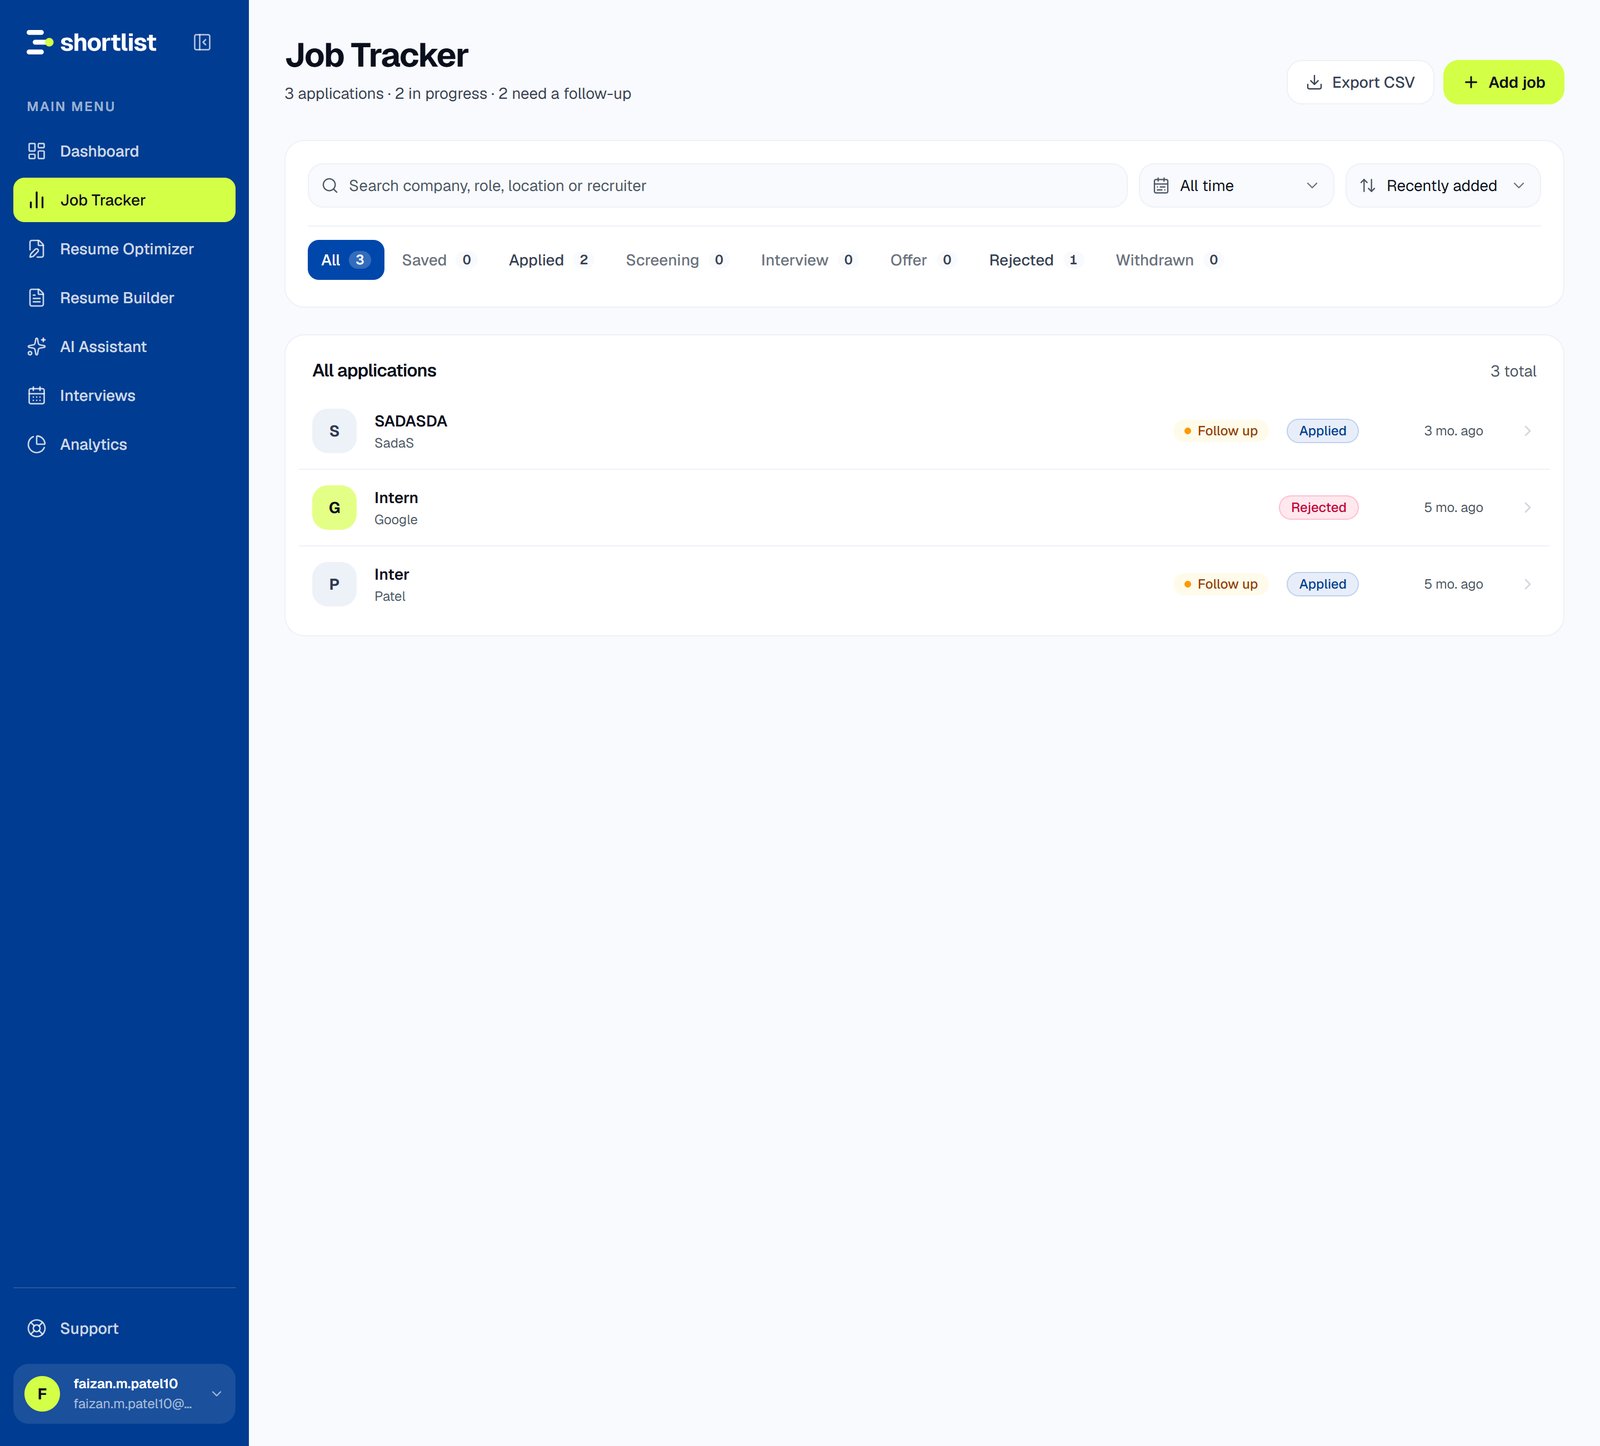 shortlist
MAIN MENU
Dashboard
Job Tracker
Resume Optimizer
Resume Builder
AI Assistant
Interviews
Analytics
Support
F
faizan.m.patel10
faizan.m.patel10@...
Job Tracker
3 applications · 2 in progress · 2 need a follow-up
Export CSV
Add job
Search company, role, location or recruiter
All time
Recently added
All 3
Saved 0
Applied 2
Screening 0
Interview 0
Offer 0
Rejected 1
Withdrawn 0
All applications
3 total
S
SADASDA
SadaS
Follow up
Applied
3 mo. ago
G
Intern
Google
Rejected
5 mo. ago
P
Inter
Patel
Follow up
Applied
5 mo. ago